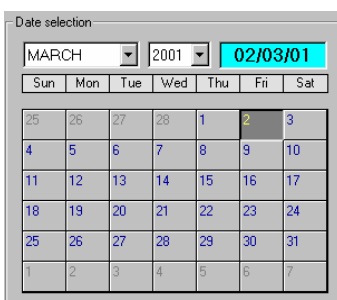 Date selection
MARCH 2001 02/03/01
Sun Mon Tue Wed Thu Fri Sat
25 26 27 28 1 2 3
4 5 6 7 8 9 10
11 12 13 14 15 16 17
18 19 20 21 22 23 24
25 26 27 28 29 30 31
1 2 3 4 5 6 7